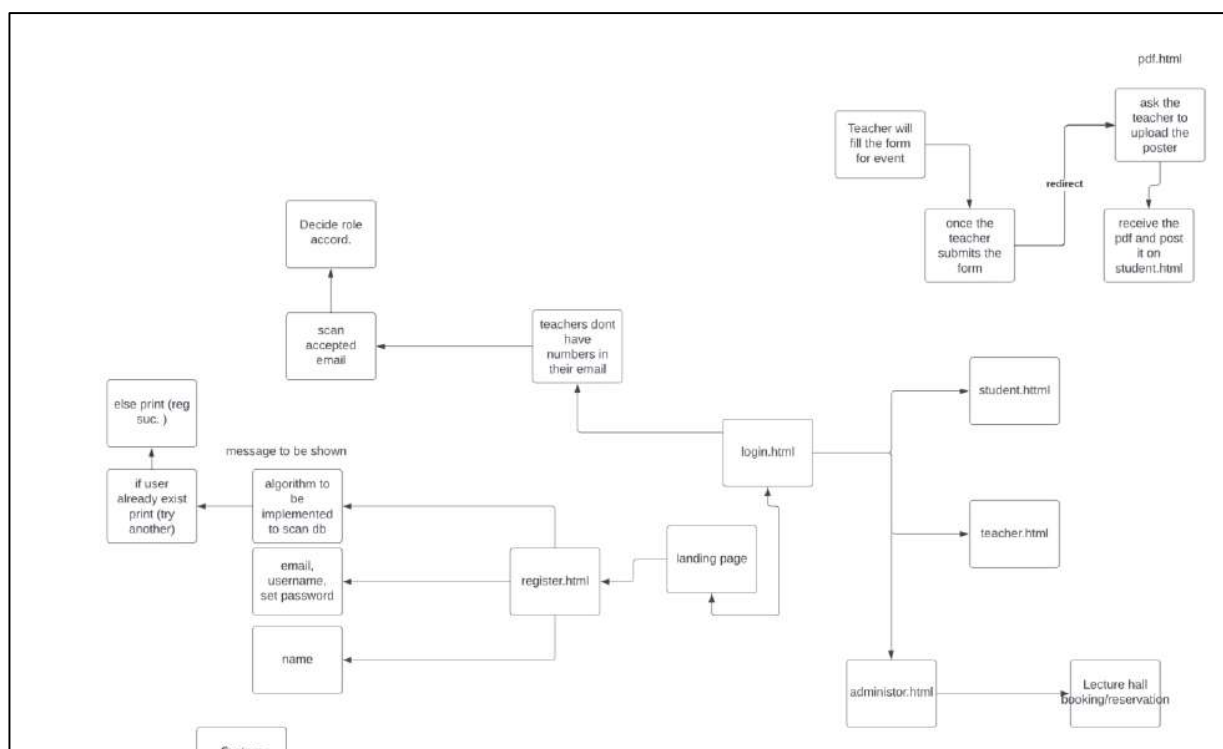 pdf.html
ask the
teacher to
upload the
poster
Teacher will
fill the form
for event
redirect
once the
teacher
submits the
form
receive the
pdf and post
it on
student.html
Decide role
accord.
scan
accepted
email
teachers dont
have
numbers in
their email
student.httml
else print (reg
suc. )
message to be shown
login.html
if user
already exist
print (try
another)
algorithm to
be
implemented
to scan db
teacher.html
landing page
email,
username,
set password
register.html
name
administor.html
Lecture hall
booking/reservation